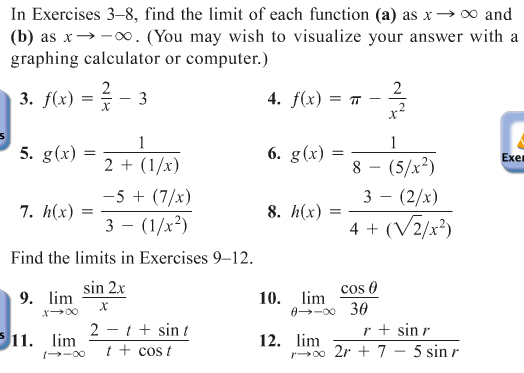 In Exercises 3–8, find the limit of each function (a) as x → ∞ and
(b) as x → −∞. (You may wish to visualize your answer with a
graphing calculator or computer.)
3. f(x) = 2/x − 3
4. f(x) = π − 2/x²
5. g(x) = 1/(2 + (1/x))
6. g(x) = 1/(8 − (5/x²))
7. h(x) = (−5 + (7/x))/(3 − (1/x²))
8. h(x) = (3 − (2/x))/(4 + (√2/x²))
Find the limits in Exercises 9–12.
9. lim x→∞ sin 2x/x
10. lim θ→−∞ cos θ/3θ
11. lim t→−∞ (2 − t + sin t)/(t + cos t)
12. lim r→∞ (r + sin r)/(2r + 7 − 5 sin r)